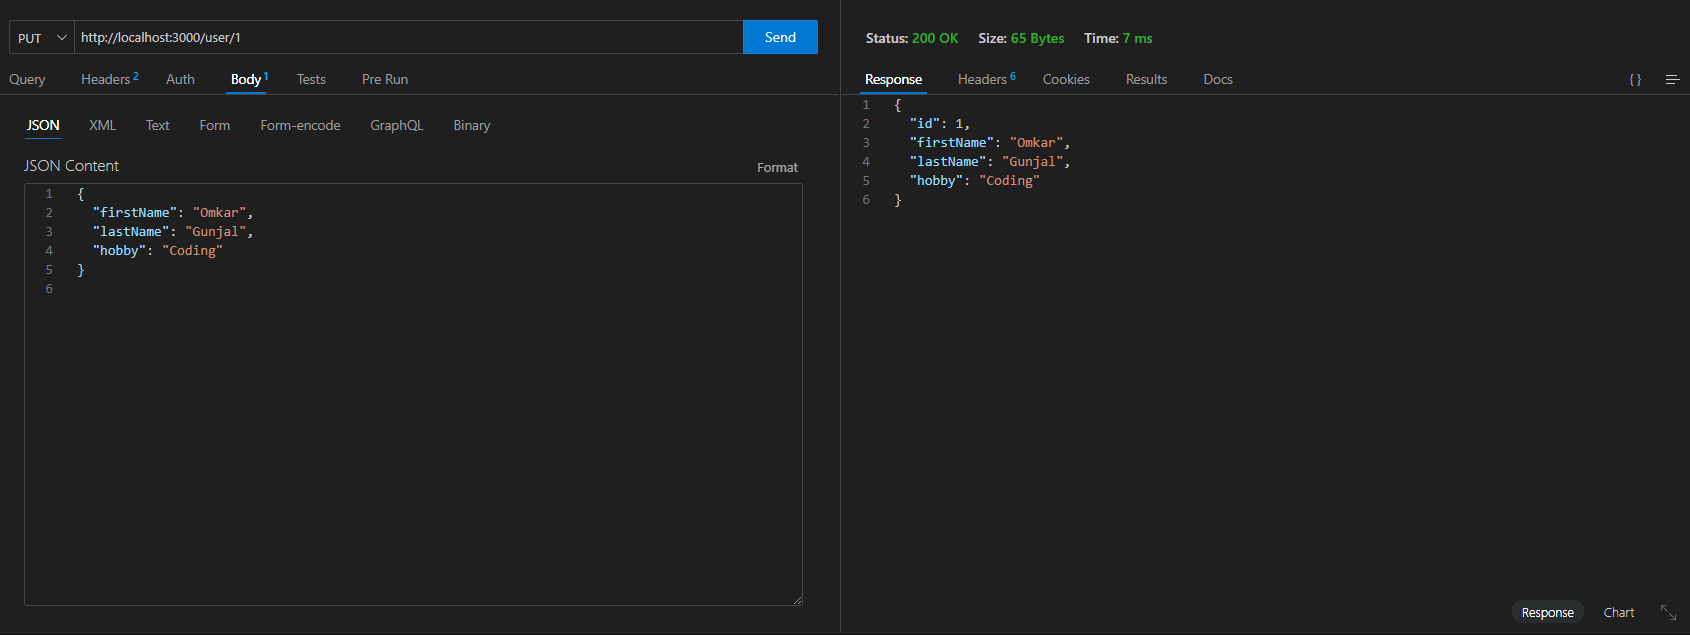 PUT http://localhost:3000/user/1 Send
Query Headers 2 Auth Body 1 Tests Pre Run
JSON XML Text Form Form-encode GraphQL Binary
JSON Content Format
1 {
2 "firstName": "Omkar",
3 "lastName": "Gunjal",
4 "hobby": "Coding"
5 }
6
Status: 200 OK Size: 65 Bytes Time: 7 ms
Response Headers 6 Cookies Results Docs { }
1 {
2 "id": 1,
3 "firstName": "Omkar",
4 "lastName": "Gunjal",
5 "hobby": "Coding"
6 }
Response Chart